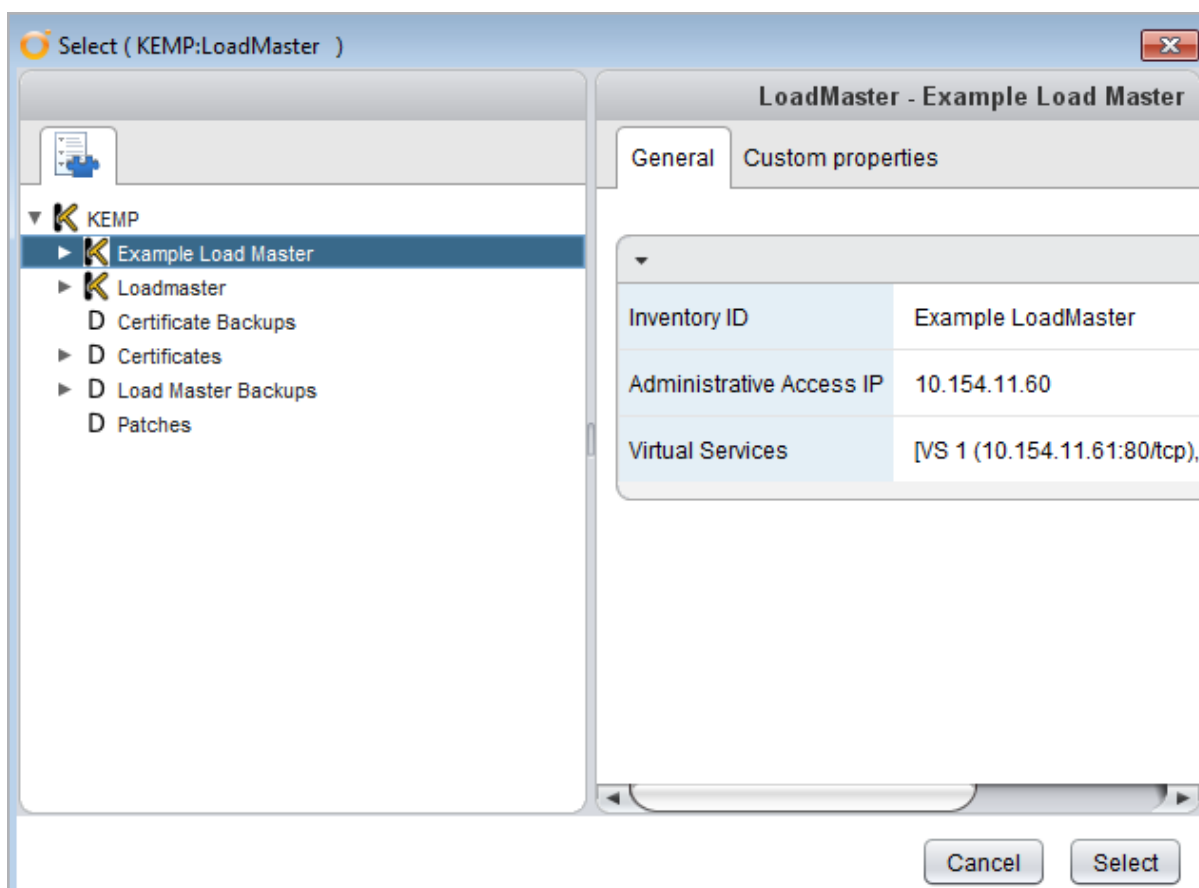 Select ( KEMP:LoadMaster )
LoadMaster - Example Load Master
General Custom properties
KEMP
Example Load Master
Loadmaster
D Certificate Backups
D Certificates
D Load Master Backups
D Patches
Inventory ID Example LoadMaster
Administrative Access IP 10.154.11.60
Virtual Services [VS 1 (10.154.11.61:80/tcp),
Cancel Select